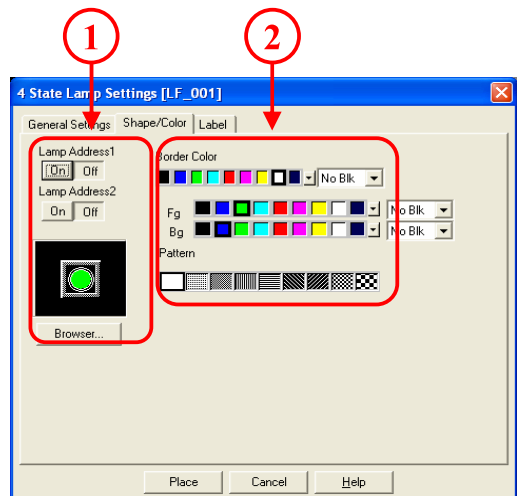 1 2
4 State Lamp Settings [LF_001]
General Settings Shape/Color Label
Lamp Address1
On Off
Lamp Address2
On Off
Browser...
Border Color
No Blk
Fg No Blk
Bg No Blk
Pattern
Place Cancel Help